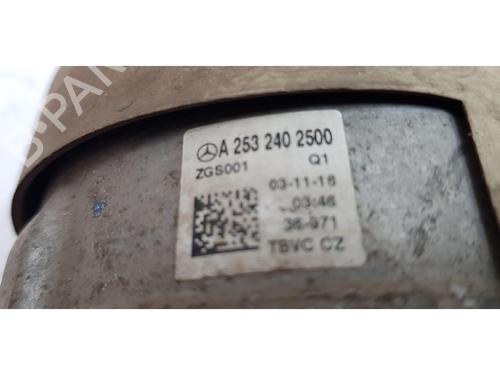 A 253 240 2500
ZGS001 Q1
03-11-16
03:46
36-971
TBVC CZ